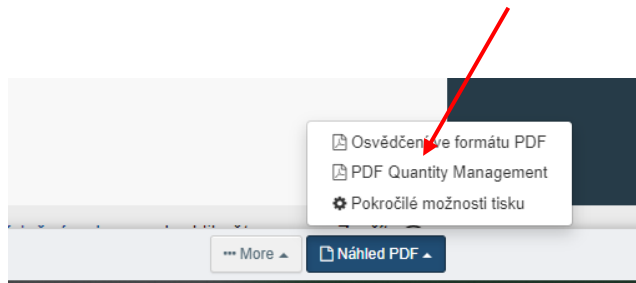 Osvědčení ve formátu PDF
PDF Quantity Management
Pokročilé možnosti tisku
••• More
Náhled PDF